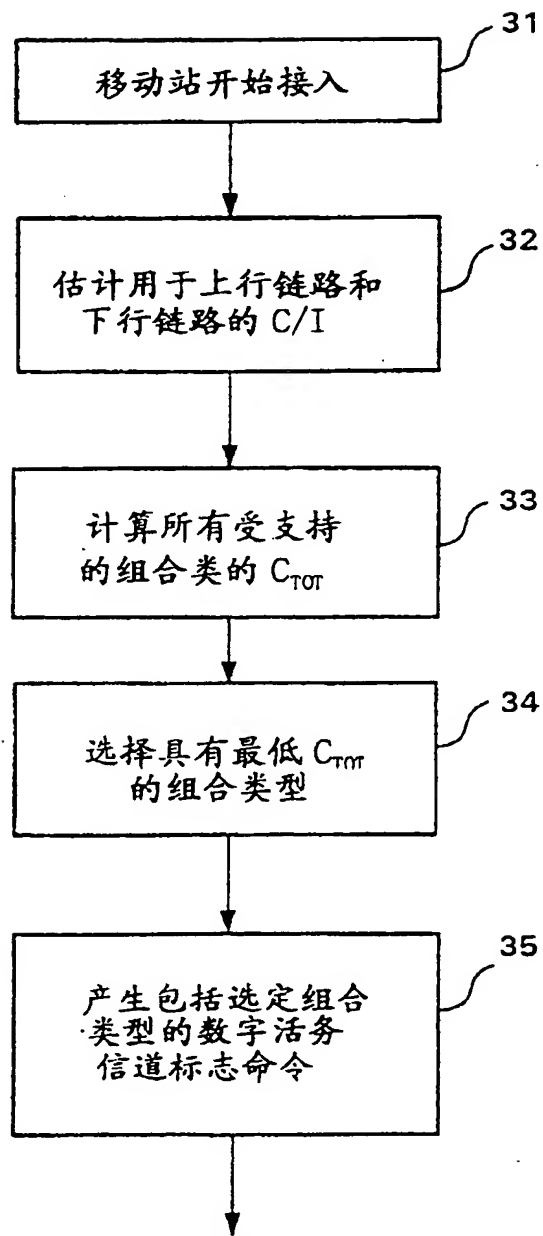 31
移动站开始接入
32
估计用于上行链路和
下行链路的 C/I
33
计算所有受支持
的组合类的 CTOT
34
选择具有最低 CTOT
的组合类型
35
产生包括选定组合
类型的数字活务
信道标志命令